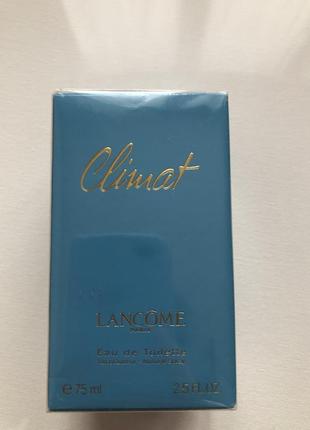 Climat
LANCÔME
PARIS
Eau de Toilette
℮ 75 ml 2.5 FL.OZ